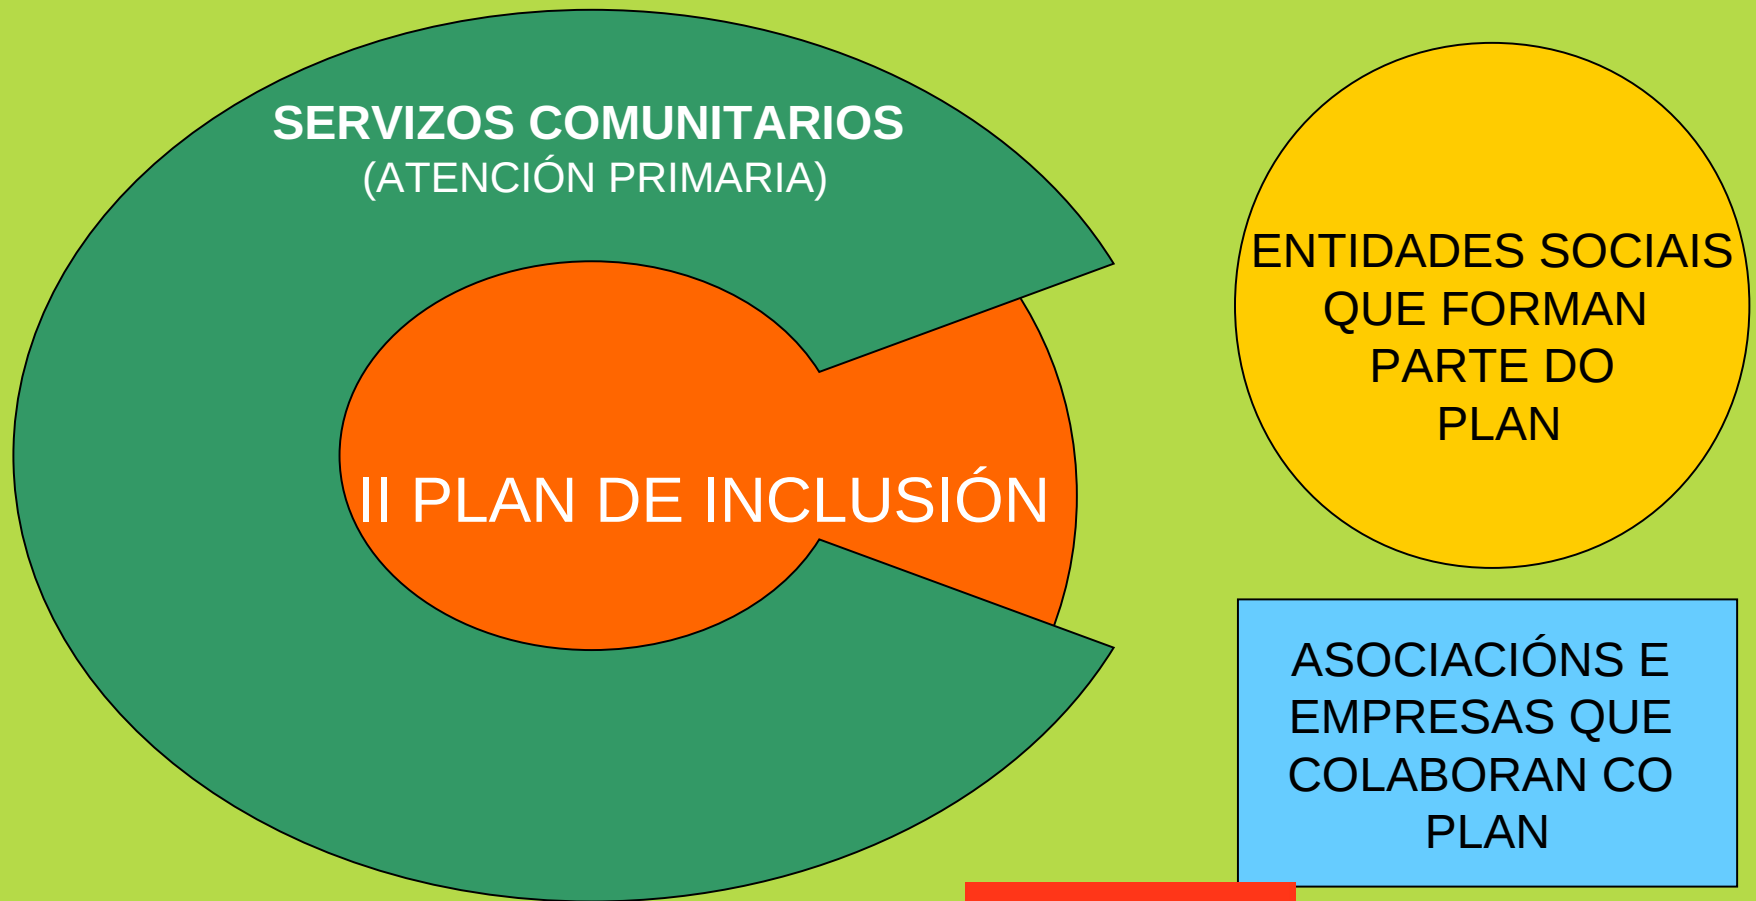 SERVIZOS COMUNITARIOS
(ATENCIÓN PRIMARIA)
II PLAN DE INCLUSIÓN
ENTIDADES SOCIAIS
QUE FORMAN
PARTE DO
PLAN
ASOCIACIÓNS E
EMPRESAS QUE
COLABORAN CO
PLAN